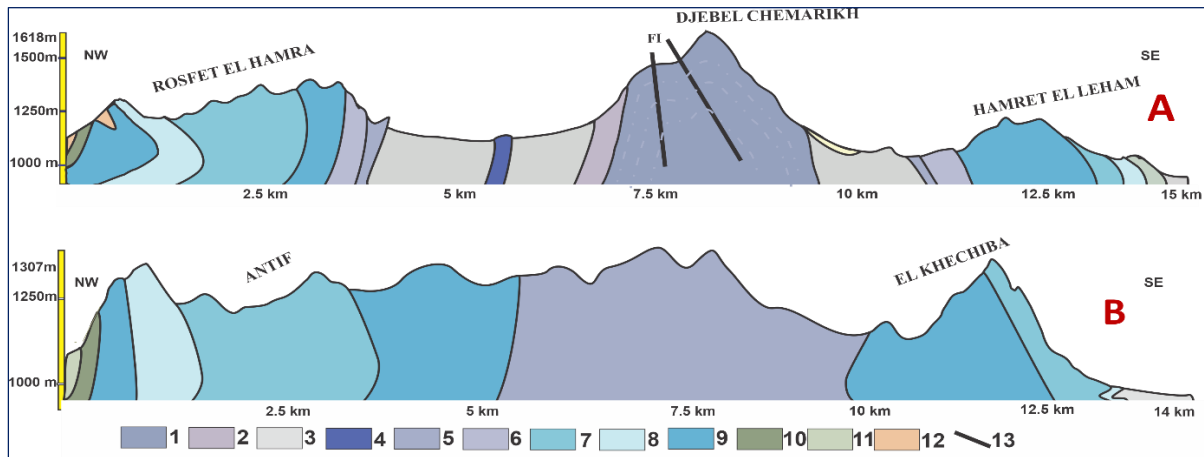 DJEBEL CHEMARIKH
1618m
1500m
NW
ROSFET EL HAMRA
FI
SE
HAMRET EL LEHAM
A
1250m
1000 m
2.5 km
5 km
7.5 km
10 km
12.5 km
15 km
1307m
NW
ANTIF
EL KHECHIBA
SE
1250m
B
1000 m
2.5 km
5 km
7.5 km
10 km
12.5 km
14 km
1 2 3 4 5 6 7 8 9 10 11 12 13